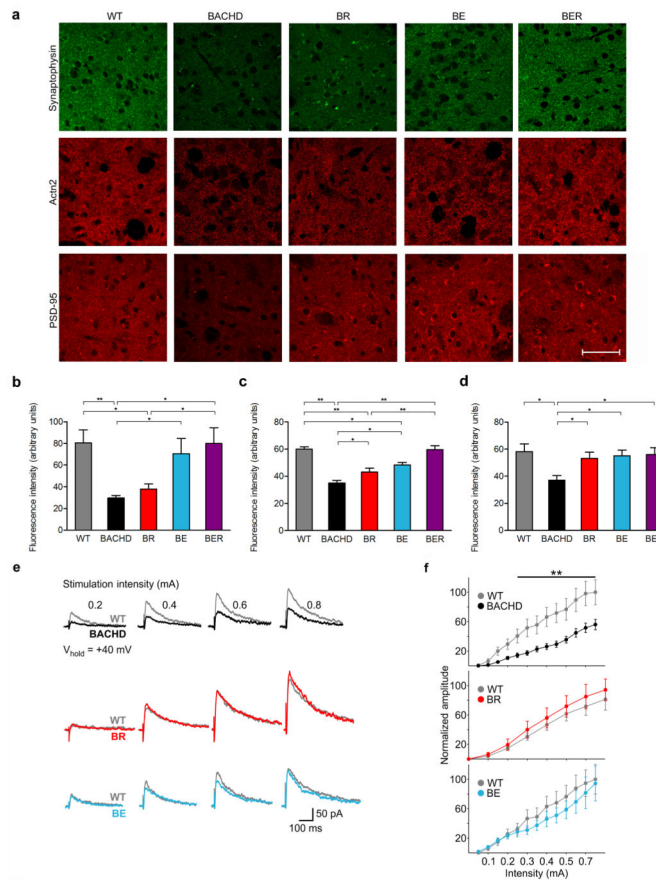 a
WT BACHD BR BE BER
Synaptophysin
Actn2
PSD-95
b
Fluorescence intensity (arbitrary units)
100
80
60
40
20
0
** *
* *
*
WT BACHD BR BE BER
c
Fluorescence intensity (arbitrary units)
80
60
40
20
0
** **
** **
*
*
*
WT BACHD BR BE BER
d
Fluorescence intensity (arbitrary units)
80
60
40
20
0
* *
*
*
WT BACHD BR BE BE
e
Stimulation intensity (mA)
0.2 0.4 0.6 0.8
WT
BACHD
Vhold = +40 mV
WT
BR
WT
BE
50 pA
100 ms
f
**
WT
BACHD
100
60
20
WT
BR
100
60
20
WT
BE
100
80
60
40
20
Normalized amplitude
0.1 0.2 0.3 0.4 0.5 0.7
Intensity (mA)